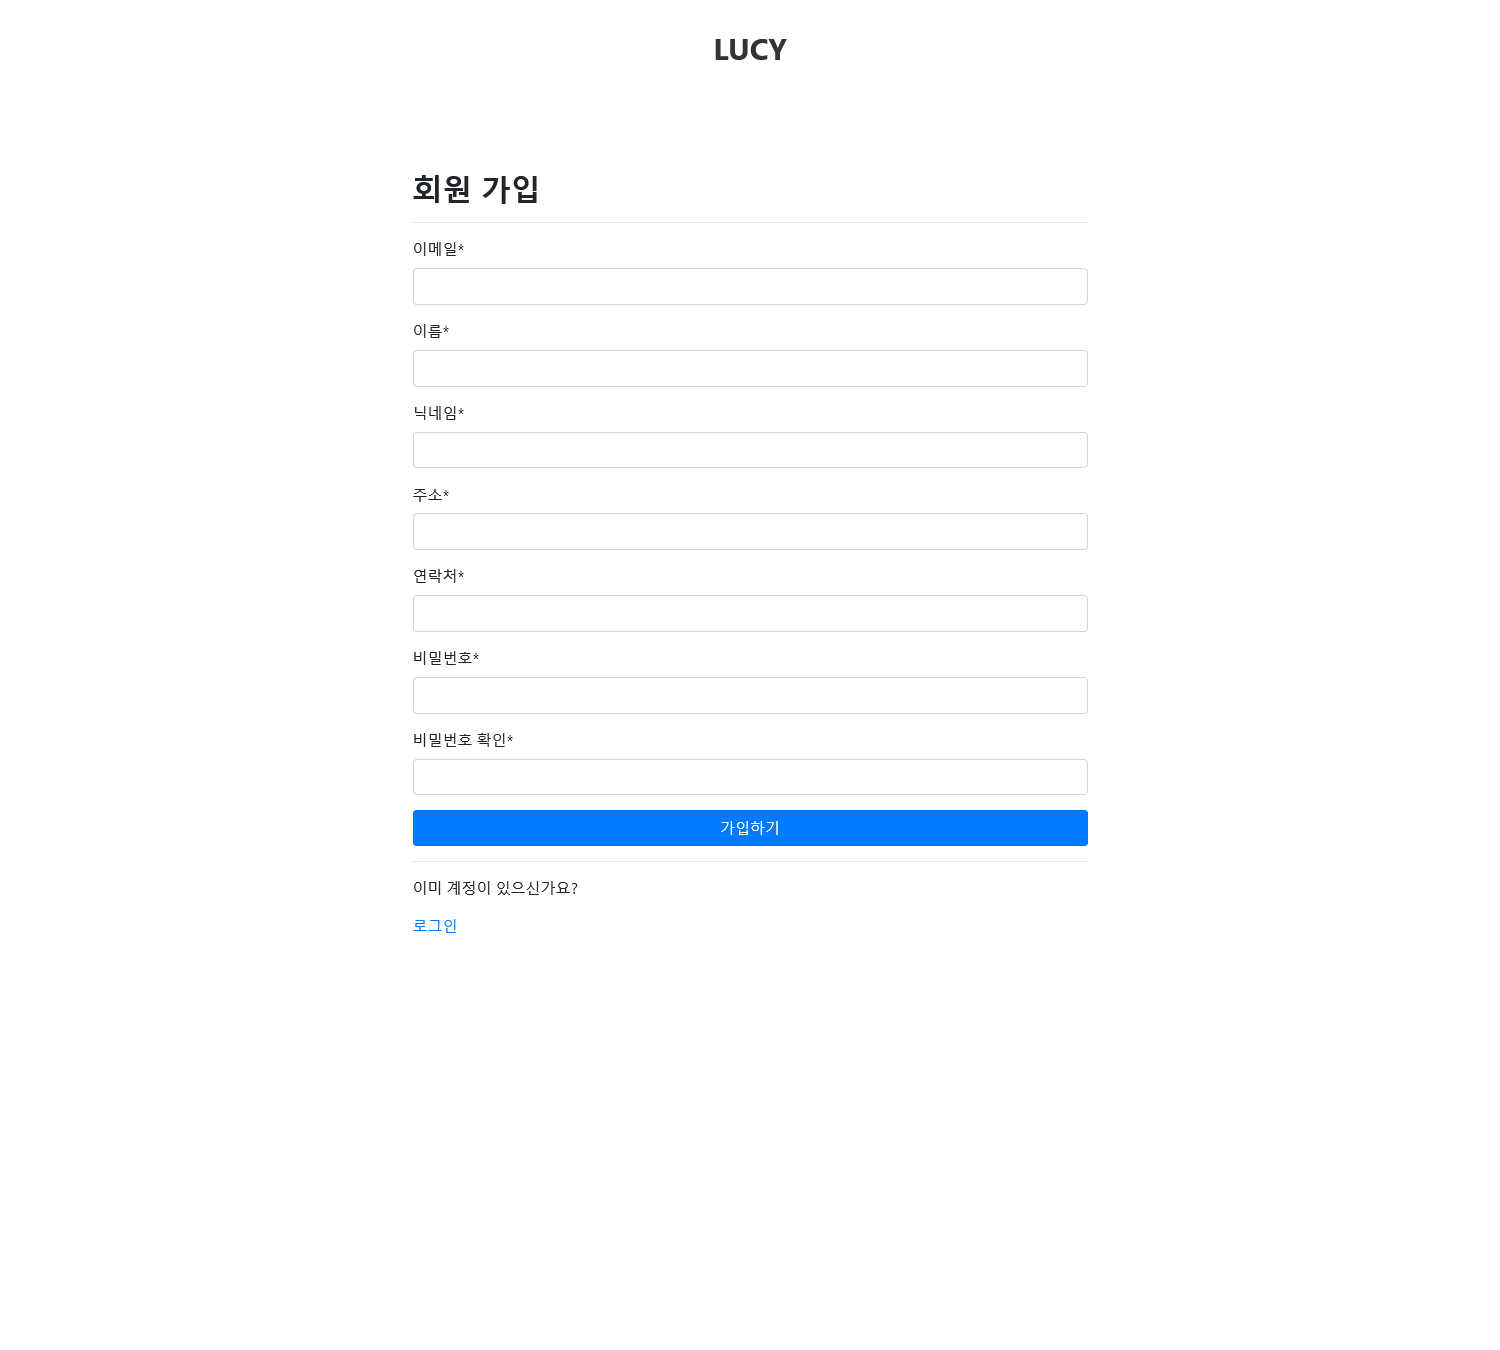 LUCY
회원 가입
이메일*
이름*
닉네임*
주소*
연락처*
비밀번호*
비밀번호 확인*
가입하기
이미 계정이 있으신가요?
로그인